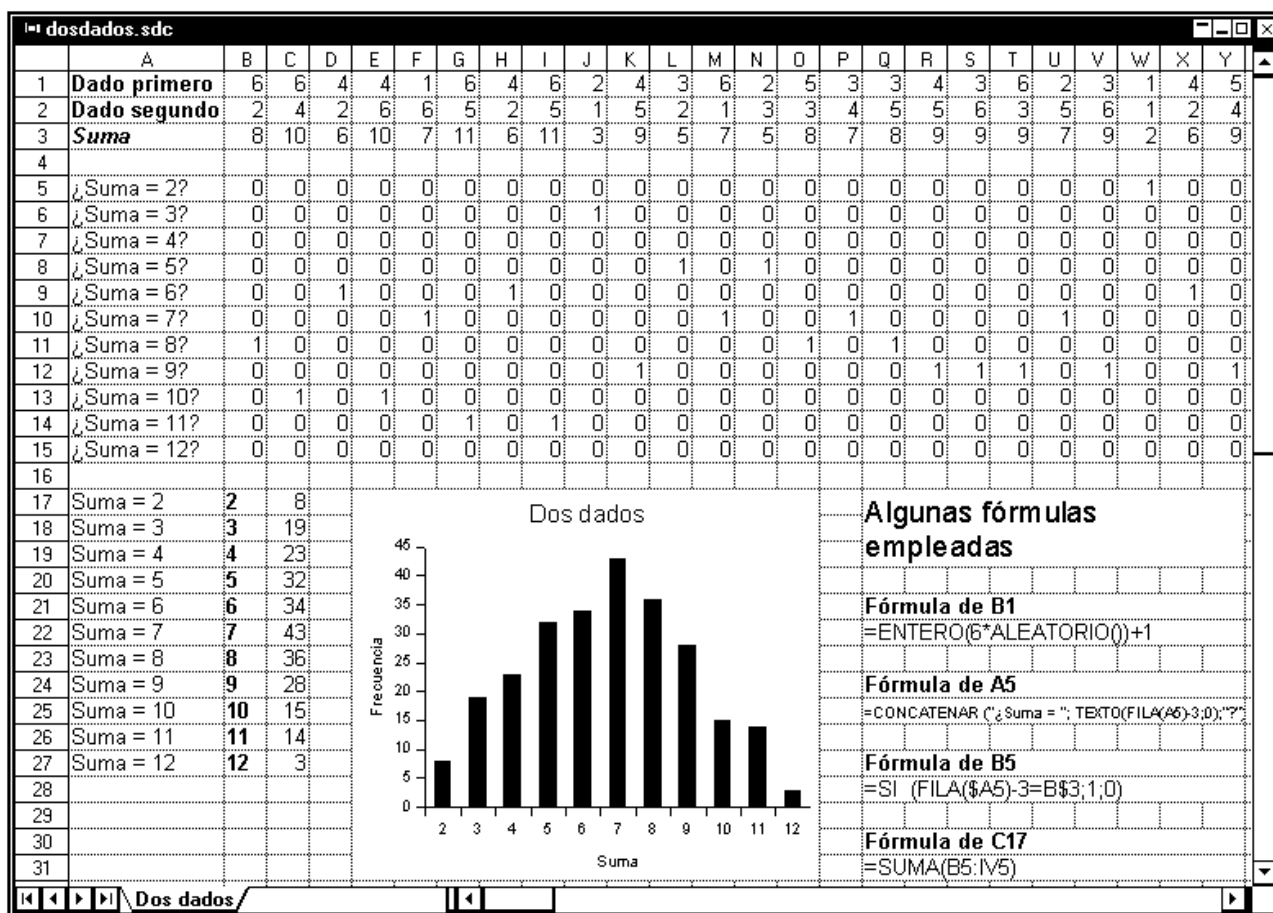 dosdados.sdc
A B C D E F G H I J K L M N O P Q R S T U V W X Y
1 Dado primero 6 6 4 4 1 6 4 6 2 4 3 6 2 5 3 3 4 3 6 2 3 1 4 5
2 Dado segundo 2 4 2 6 6 5 2 5 1 5 2 1 3 3 4 5 5 6 3 5 6 1 2 4
3 Suma 8 10 6 10 7 11 6 11 3 9 5 7 5 8 7 8 9 9 9 7 9 2 6 9
4
5 ¿Suma = 2? 0 0 0 0 0 0 0 0 0 0 0 0 0 0 0 0 0 0 0 0 0 1 0 0
6 ¿Suma = 3? 0 0 0 0 0 0 0 0 1 0 0 0 0 0 0 0 0 0 0 0 0 0 0 0
7 ¿Suma = 4? 0 0 0 0 0 0 0 0 0 0 0 0 0 0 0 0 0 0 0 0 0 0 0 0
8 ¿Suma = 5? 0 0 0 0 0 0 0 0 0 0 1 0 1 0 0 0 0 0 0 0 0 0 0 0
9 ¿Suma = 6? 0 0 1 0 0 0 1 0 0 0 0 0 0 0 0 0 0 0 0 0 0 0 1 0
10 ¿Suma = 7? 0 0 0 0 1 0 0 0 0 0 0 1 0 0 1 0 0 0 0 1 0 0 0 0
11 ¿Suma = 8? 1 0 0 0 0 0 0 0 0 0 0 0 0 1 0 1 0 0 0 0 0 0 0 0
12 ¿Suma = 9? 0 0 0 0 0 0 0 0 0 1 0 0 0 0 0 0 1 1 1 0 1 0 0 1
13 ¿Suma = 10? 0 1 0 1 0 0 0 0 0 0 0 0 0 0 0 0 0 0 0 0 0 0 0 0
14 ¿Suma = 11? 0 0 0 0 0 1 0 1 0 0 0 0 0 0 0 0 0 0 0 0 0 0 0 0
15 ¿Suma = 12? 0 0 0 0 0 0 0 0 0 0 0 0 0 0 0 0 0 0 0 0 0 0 0 0
16
17 Suma = 2 2 8
18 Suma = 3 3 19
19 Suma = 4 4 23
20 Suma = 5 5 32
21 Suma = 6 6 34
22 Suma = 7 7 43
23 Suma = 8 8 36
24 Suma = 9 9 28
25 Suma = 10 10 15
26 Suma = 11 11 14
27 Suma = 12 12 3
28
29
30
31
Dos dados
45
40
35
30
25
20
15
10
5
0
Frecuencia
2 3 4 5 6 7 8 9 10 11 12
Suma
Algunas fórmulas
empleadas
Fórmula de B1
=ENTERO(6*ALEATORIO())+1
Fórmula de A5
=CONCATENAR ("¿Suma = "; TEXTO(FILA(A5)-3;0);"?")
Fórmula de B5
=SI (FILA($A5)-3=B$3;1;0)
Fórmula de C17
=SUMA(B5:IV5)
Dos dados